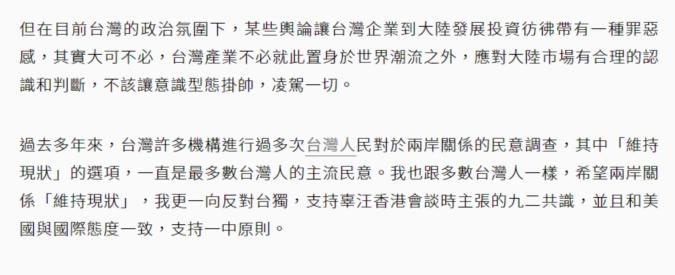 但在目前台灣的政治氛圍下，某些輿論讓台灣企業到大陸發展投資彷彿帶有一種罪惡
感，其實大可不必，台灣產業不必就此置身於世界潮流之外，應對大陸市場有合理的認
識和判斷，不該讓意識型態掛帥，凌駕一切。
過去多年來，台灣許多機構進行過多次台灣人民對於兩岸關係的民意調查，其中「維持
現狀」的選項，一直是最多數台灣人的主流民意。我也跟多數台灣人一樣，希望兩岸關
係「維持現狀」，我更一向反對台獨，支持辜汪香港會談時主張的九二共識，並且和美
國與國際態度一致，支持一中原則。